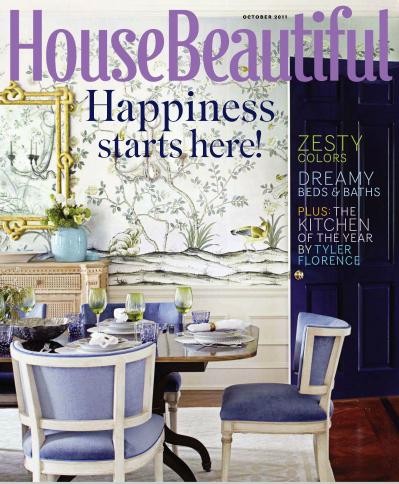 OCTOBER 2011
HouseBeautiful
Happiness
starts here!
ZESTY
COLORS
DREAMY
BEDS & BATHS
PLUS: THE
KITCHEN
OF THE YEAR
BY TYLER
FLORENCE